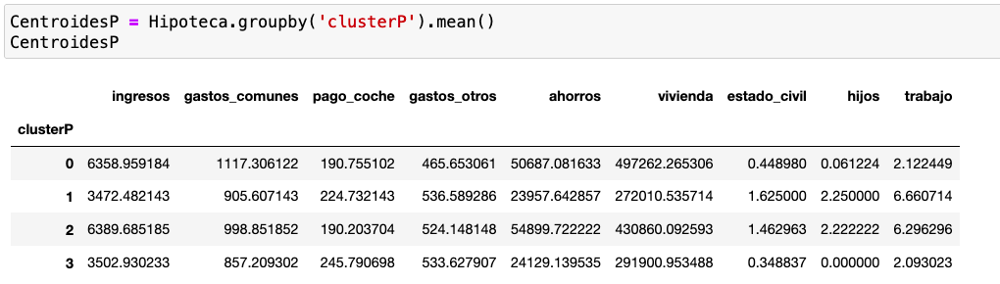 CentroidesP = Hipoteca.groupby('clusterP').mean()
CentroidesP
ingresos gastos_comunes pago_coche gastos_otros ahorros vivienda estado_civil hijos trabajo
clusterP
0 6358.959184 1117.306122 190.755102 465.653061 50687.081633 497262.265306 0.448980 0.061224 2.122449
1 3472.482143 905.607143 224.732143 536.589286 23957.642857 272010.535714 1.625000 2.250000 6.660714
2 6389.685185 998.851852 190.203704 524.148148 54899.722222 430860.092593 1.462963 2.222222 6.296296
3 3502.930233 857.209302 245.790698 533.627907 24129.139535 291900.953488 0.348837 0.000000 2.093023